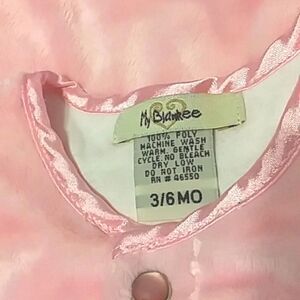 My Blankee
100% POLY
MACHINE WASH
WARM, GENTLE
CYCLE, NO BLEACH
DRY LOW
DO NOT IRON
RN # 46550
3/6 MO